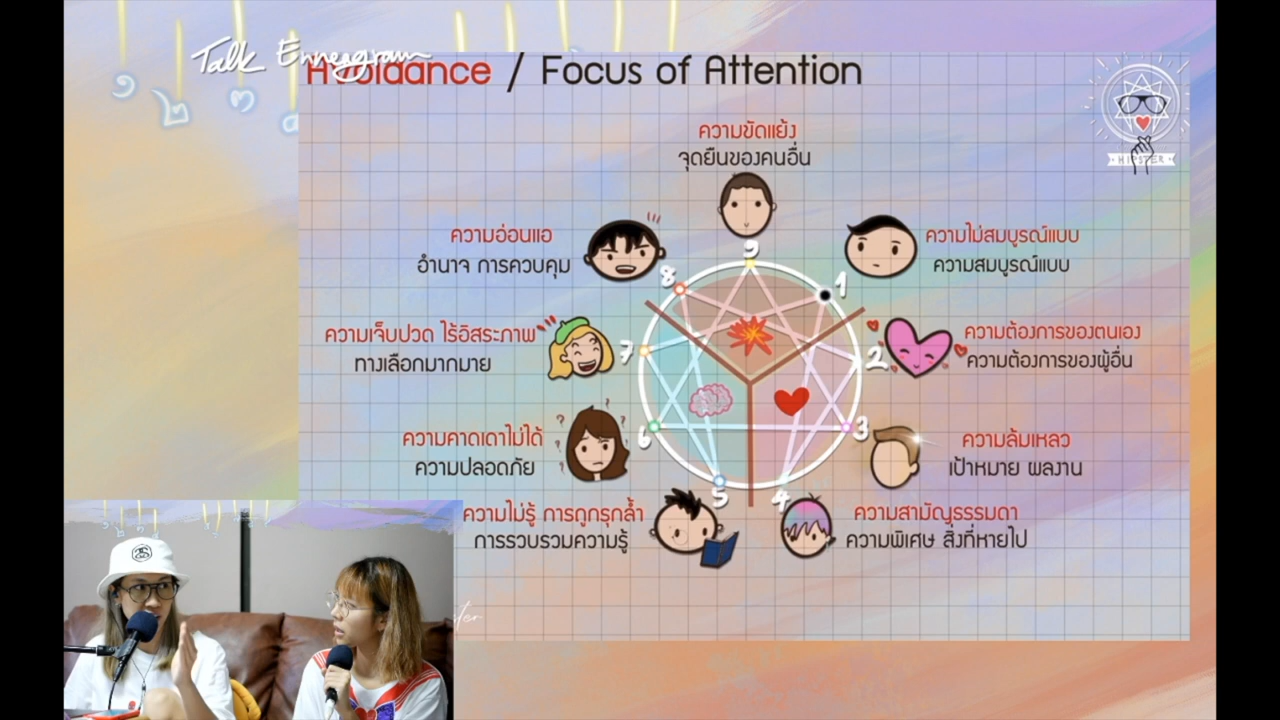 Talk Enneagram
๑ ๒ ๓
Avoidance / Focus of Attention
HIPSTER
ความขัดแย้ง
จุดยืนของคนอื่น
9
ความอ่อนแอ
อำนาจ การควบคุม
8
ความไม่สมบูรณ์แบบ
ความสมบูรณ์แบบ
1
ความเจ็บปวด ไร้อิสระภาพ
ทางเลือกมากมาย
7
ความต้องการของตนเอง
ความต้องการของผู้อื่น
2
ความคาดเดาไม่ได้
ความปลอดภัย
6
ความล้มเหลว
เป้าหมาย ผลงาน
3
ความไม่รู้ การถูกรุกล้ำ
การรวบรวมความรู้
5
ความสามัญธรรมดา
ความพิเศษ สิ่งที่หายไป
4